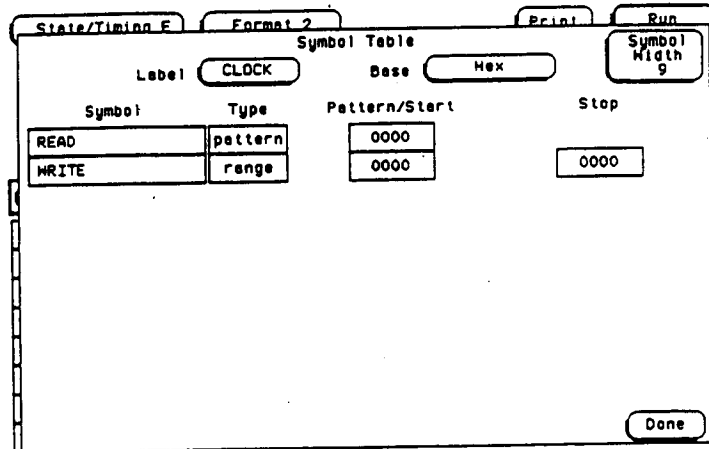 State/Timing E Format 2 Print Run
Symbol Table
Label CLOCK Base Hex
Symbol Width 9
Symbol Type Pattern/Start Stop
READ pattern 0000
WRITE range 0000 0000
Done